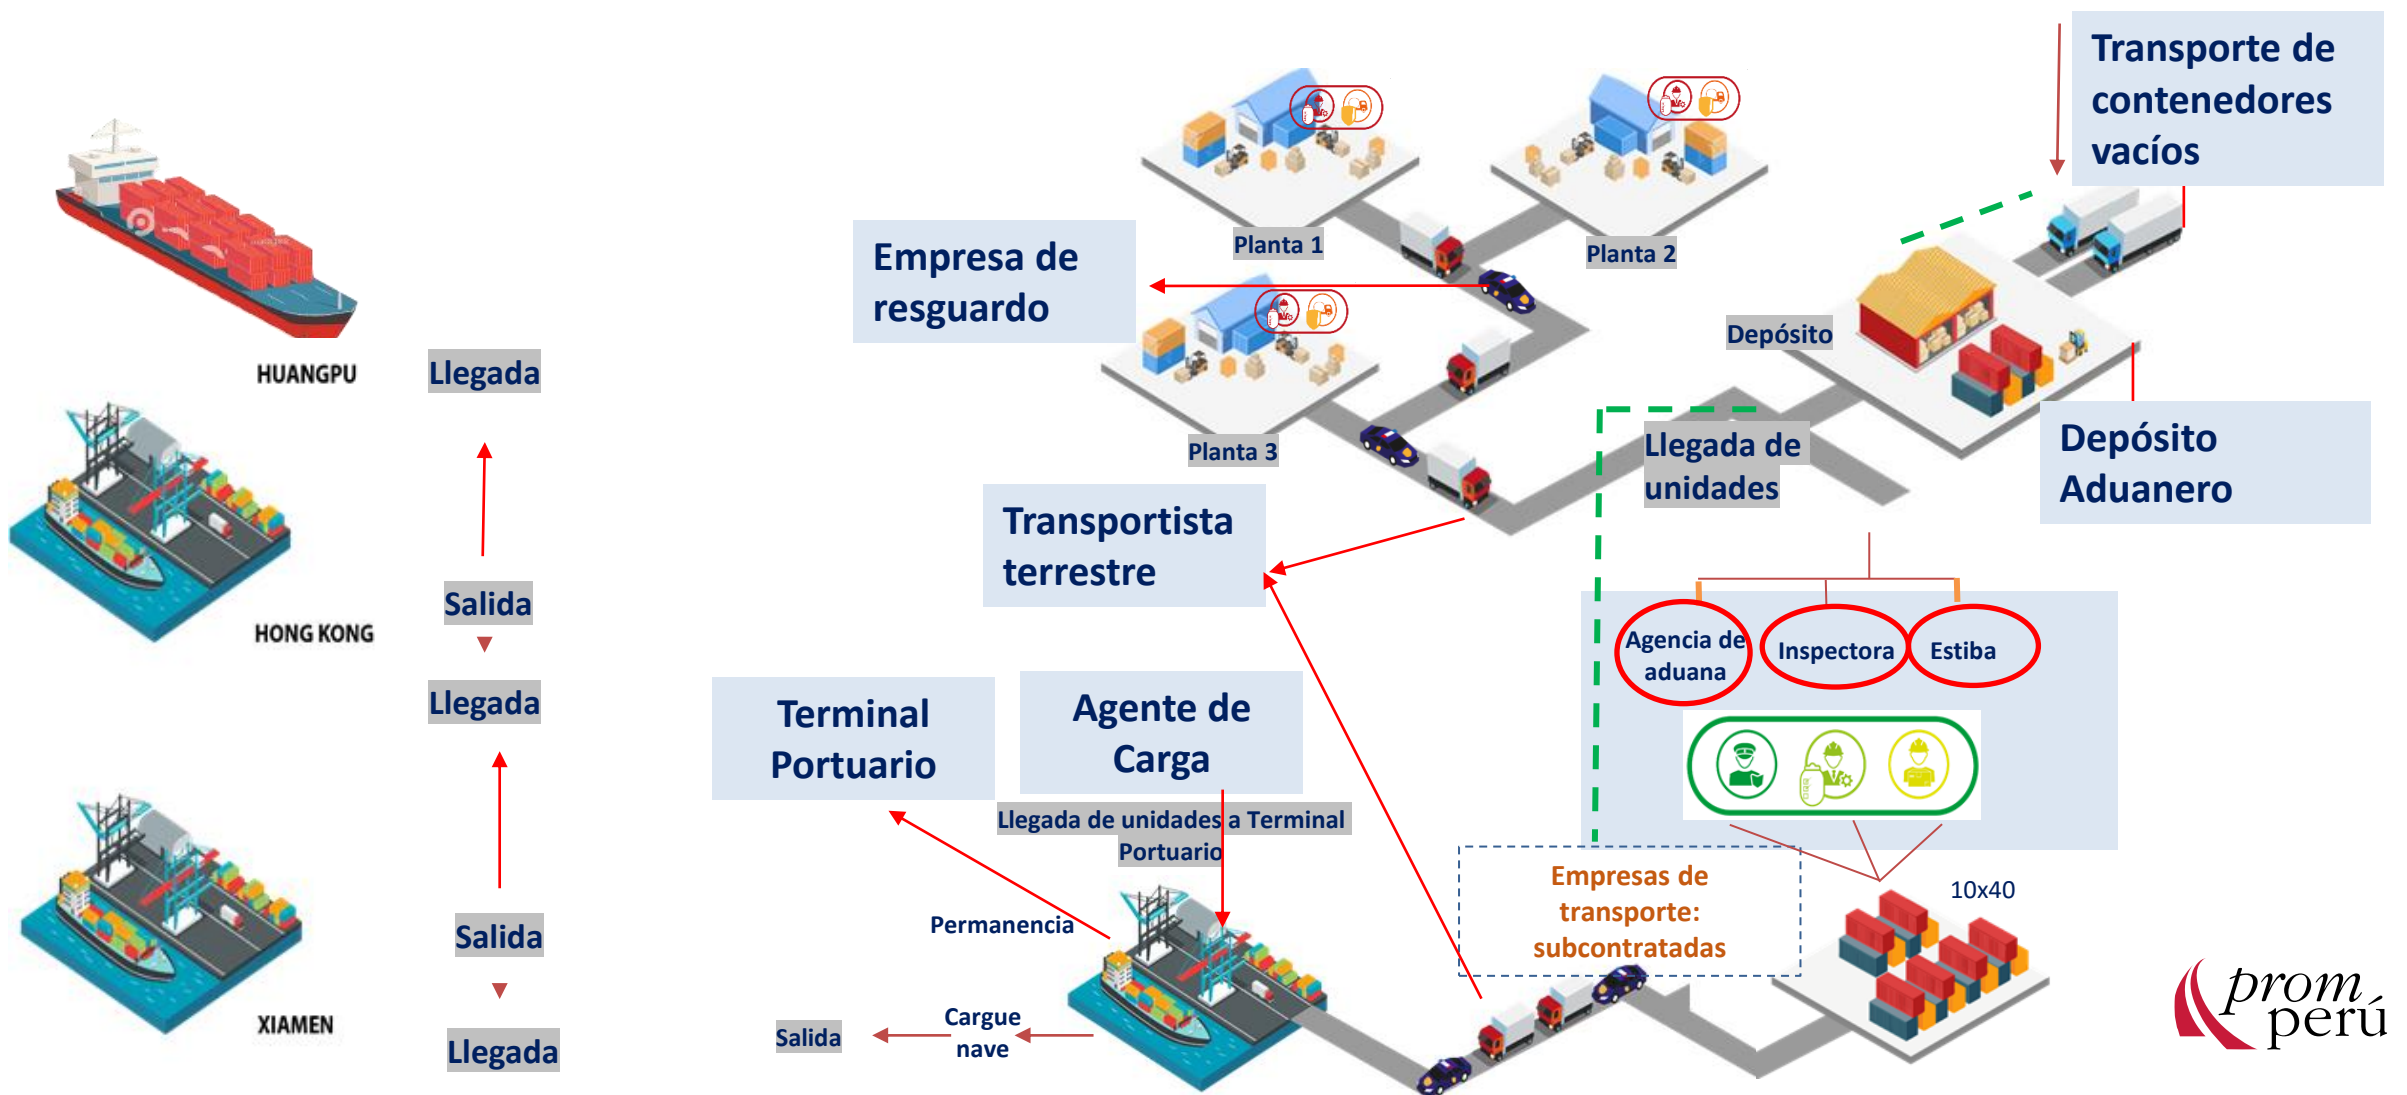 Transporte de
contenedores
vacíos
Planta 1
Planta 2
Empresa de
resguardo
Depósito
HUANGPU
Llegada
Planta 3
Llegada de
unidades
Depósito
Aduanero
Transportista
terrestre
Salida
HONG KONG
Agencia de
aduana
Inspectora
Estiba
Llegada
Terminal
Portuario
Agente de
Carga
Llegada de unidades a Terminal
Portuario
Empresas de
transporte:
subcontratadas
10x40
Permanencia
Salida
XIAMEN
Llegada
Salida
Cargue
nave
prom
perú